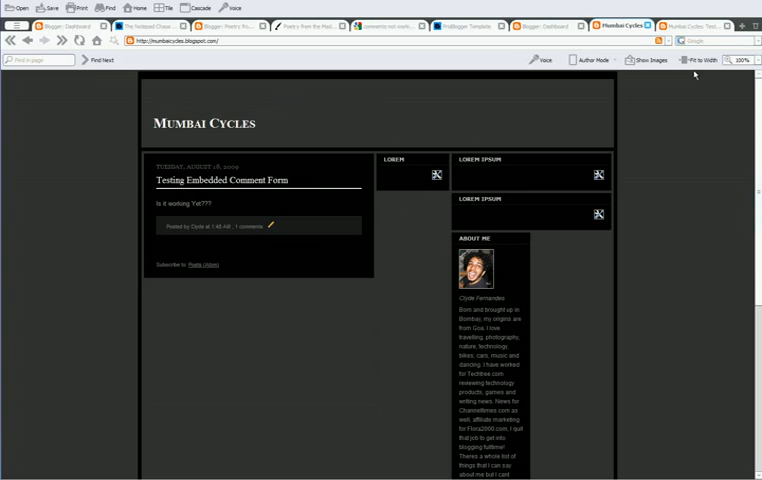 Open Save Print Find Home Tile Cascade Voice
Blogger: Dashboard The Notepad Chaos Blogger: Poetry fro Poetry from the Mad comments not work ProBlogger Template Blogger: Dashboard Mumbai Cycles Mumbai Cycles: Test
http://mumbaicycles.blogspot.com/ Google
Find in page Find Next Voice Author Mode Show Images Fit to Width 100%
Mumbai Cycles
TUESDAY, AUGUST 18, 2009
Testing Embedded Comment Form
Is it working Yet???
Posted by Clyde at 1:48 AM , 1 comments
Subscribe to: Posts (Atom)
LOREM
LOREM IPSUM
LOREM IPSUM
ABOUT ME
Clyde Fernandes
Born and brought up in
Bombay, my origins are
from Goa. I love
travelling, photography,
nature, technology,
bikes, cars, music and
dancing. I have worked
for Techbee.com
reviewing technology
products, games and
writing news. News for
Channeltimes.com as
well, affiliate marketing
for Flora2000.com, I quit
that job to get into
blogging fulltime!
Theres a whole list of
things that I can say
about me but I cant